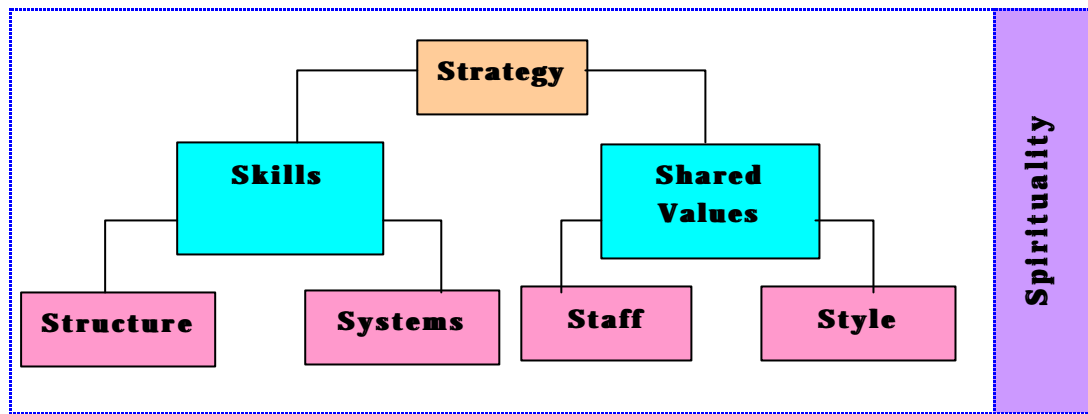 Strategy
Skills
Shared
Values
Structure
Systems
Staff
Style
Spirituality